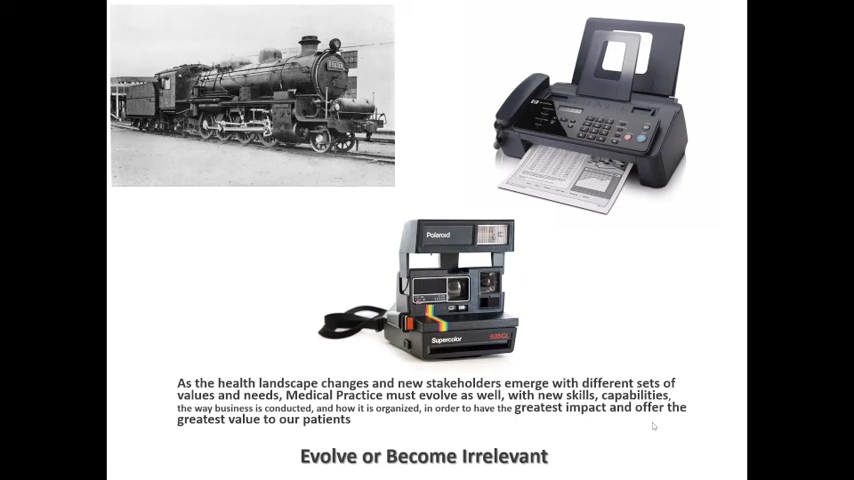 Polaroid
Supercolor 635CL
As the health landscape changes and new stakeholders emerge with different sets of
values and needs, Medical Practice must evolve as well, with new skills, capabilities,
the way business is conducted, and how it is organized, in order to have the greatest impact and offer the
greatest value to our patients
Evolve or Become Irrelevant